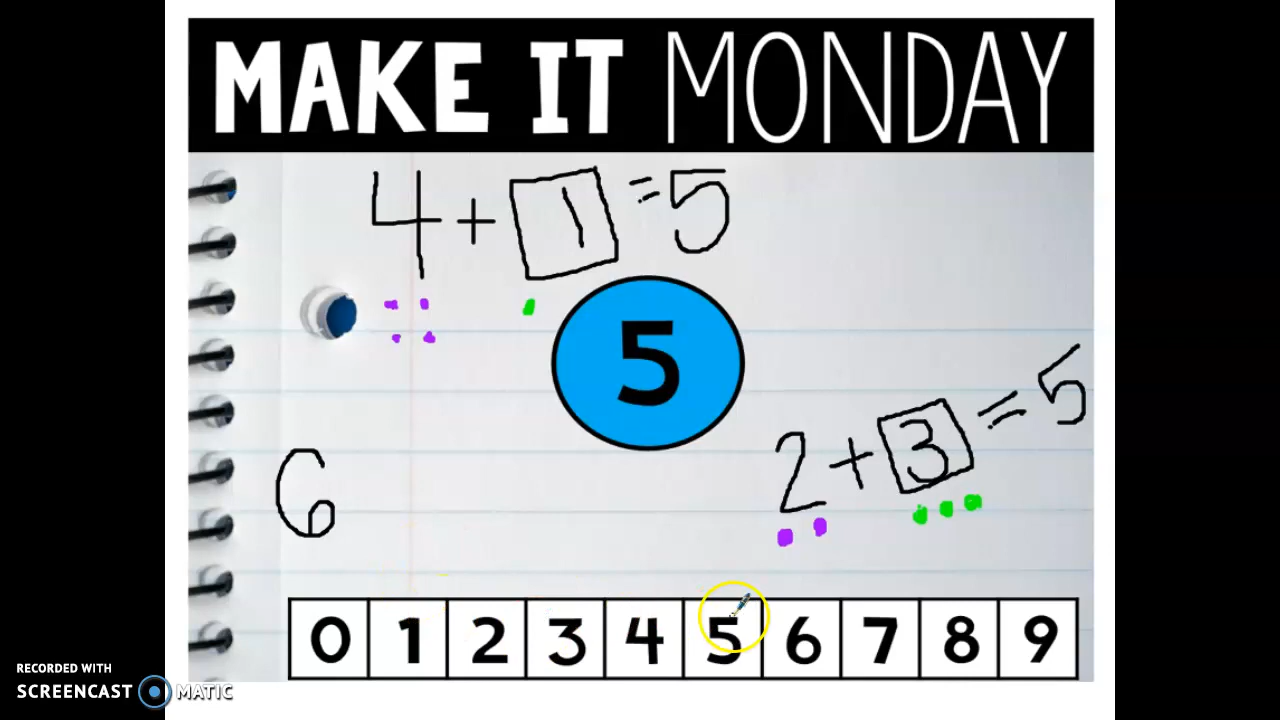 MAKE IT MONDAY
4 + 1 = 5
5
2 + 3 = 5
6
0 1 2 3 4 5 6 7 8 9
RECORDED WITH
SCREENCAST MATIC